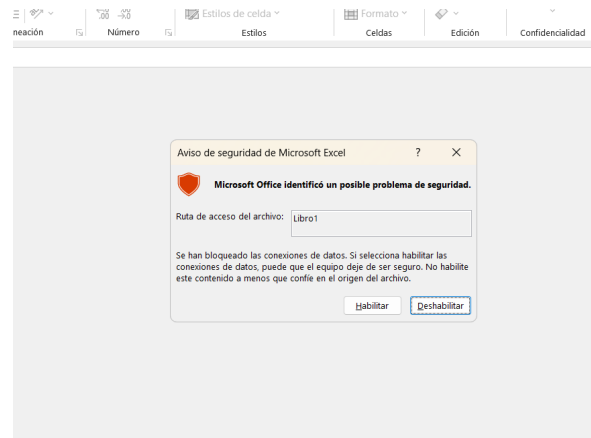 Estilos de celda
Formato
neación
Número
Estilos
Celdas
Edición
Confidencialidad
Aviso de seguridad de Microsoft Excel
Microsoft Office identificó un posible problema de seguridad.
Ruta de acceso del archivo:
Libro1
Se han bloqueado las conexiones de datos. Si selecciona habilitar las
conexiones de datos, puede que el equipo deje de ser seguro. No habilite
este contenido a menos que confíe en el origen del archivo.
Habilitar
Deshabilitar